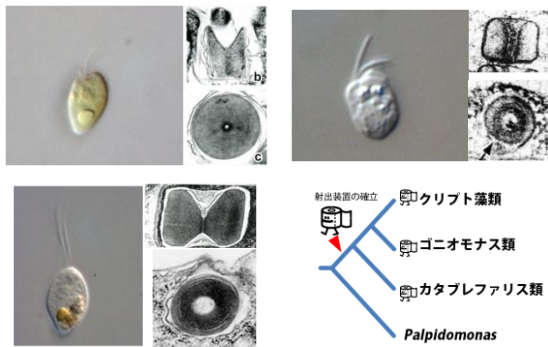 b
c
射出装置の確立
クリプト藻類
ゴニオモナス類
カタブレファリス類
Palpidomonas